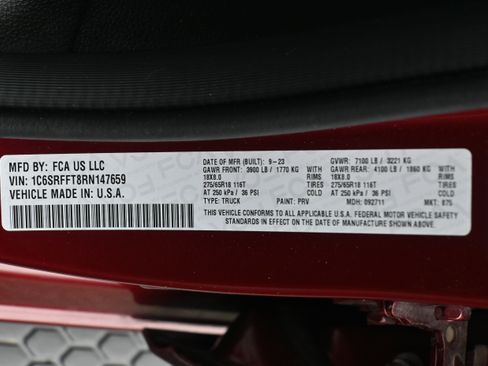 MFD BY: FCA US LLC
VIN: 1C6SRFFT8RN147659
VEHICLE MADE IN: U.S.A.
DATE OF MFR (BUILT): 9-23 GVWR: 7100 LB / 3221 KG
GAWR FRONT: 3900 LB / 1770 KG WITH GAWR REAR: 4100 LB / 1860 KG WITH
18X8.0 RIMS 18X8.0 RIMS
275/65R18 116T TIRES 275/65R18 116T TIRES
AT 250 kPa / 36 PSI COLD AT 250 kPa / 36 PSI COLD
THIS VEHICLE CONFORMS TO ALL APPLICABLE U.S.A. FEDERAL MOTOR VEHICLE SAFETY
STANDARDS IN EFFECT ON THE DATE OF MANUFACTURE SHOWN ABOVE.
TYPE: TRUCK PAINT: PRV MDH: 092711 MKT: 875